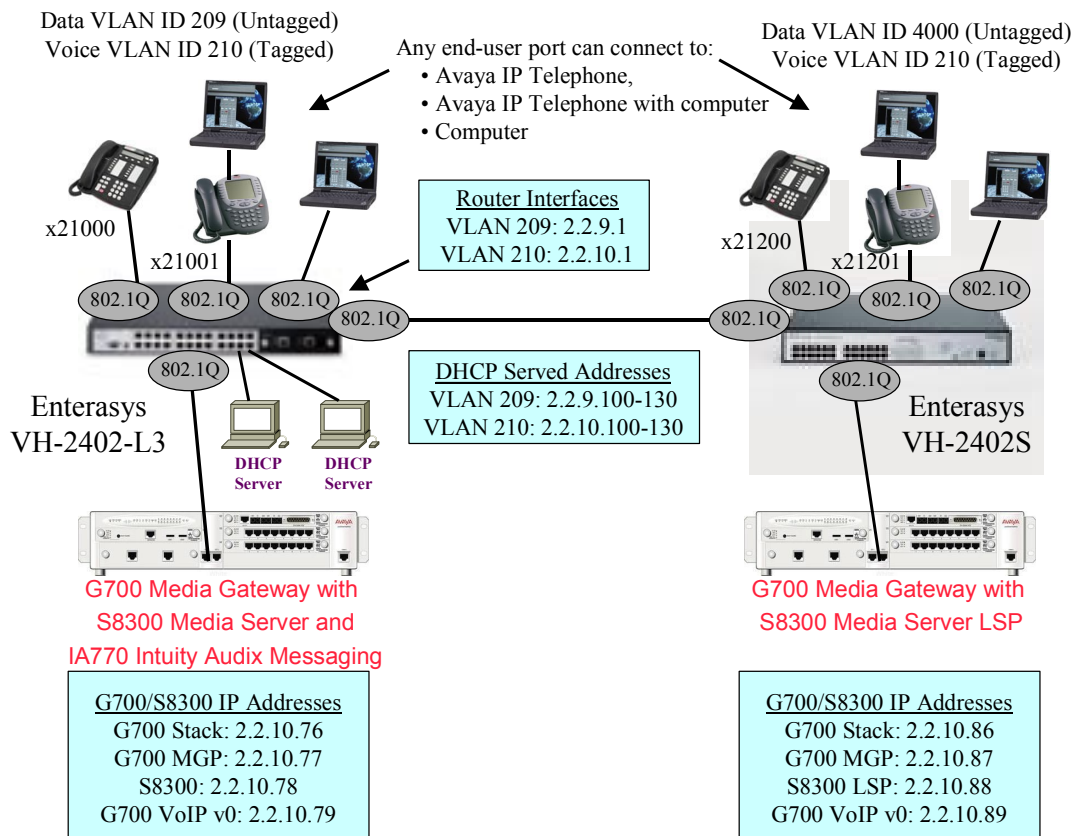 Data VLAN ID 209 (Untagged)
Voice VLAN ID 210 (Tagged)
Any end-user port can connect to:
• Avaya IP Telephone,
• Avaya IP Telephone with computer
• Computer
Data VLAN ID 4000 (Untagged)
Voice VLAN ID 210 (Tagged)
x21000
x21001
Router Interfaces
VLAN 209: 2.2.9.1
VLAN 210: 2.2.10.1
x21200
x21201
802.1Q
802.1Q
802.1Q
802.1Q
802.1Q
802.1Q
802.1Q
802.1Q
802.1Q
802.1Q
Enterasys
VH-2402-L3
DHCP
Server
DHCP
Server
DHCP Served Addresses
VLAN 209: 2.2.9.100-130
VLAN 210: 2.2.10.100-130
Enterasys
VH-2402S
AVAYA
AVAYA
G700 Media Gateway with
S8300 Media Server and
IA770 Intuity Audix Messaging
G700 Media Gateway with
S8300 Media Server LSP
G700/S8300 IP Addresses
G700 Stack: 2.2.10.76
G700 MGP: 2.2.10.77
S8300: 2.2.10.78
G700 VoIP v0: 2.2.10.79
G700/S8300 IP Addresses
G700 Stack: 2.2.10.86
G700 MGP: 2.2.10.87
S8300 LSP: 2.2.10.88
G700 VoIP v0: 2.2.10.89